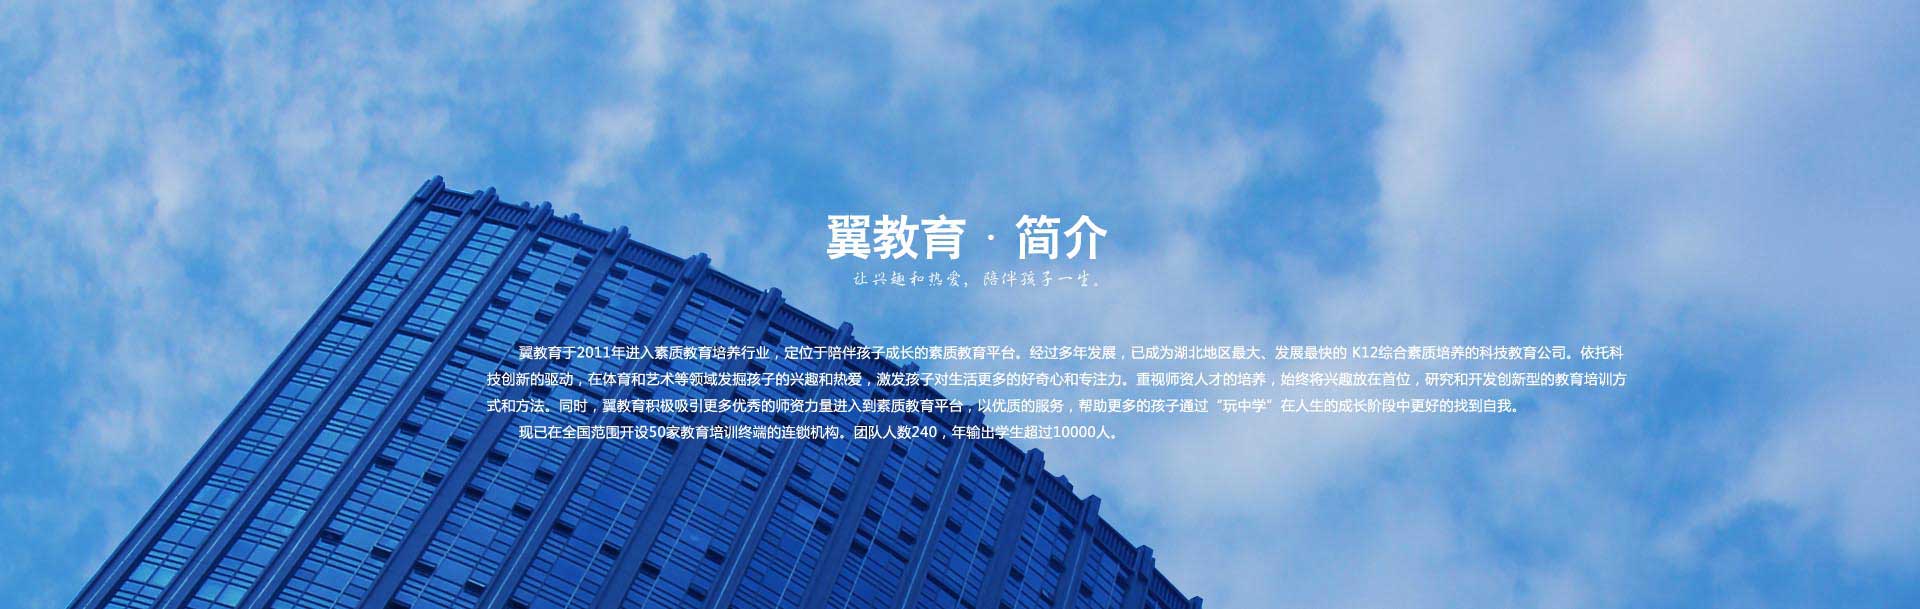 翼教育 · 简介
让兴趣和热爱，陪伴孩子一生。
翼教育于2011年进入素质教育培养行业，定位于陪伴孩子成长的素质教育平台。经过多年发展，已成为湖北地区最大、发展最快的 K12综合素质培养的科技教育公司。依托科
技创新的驱动，在体育和艺术等领域发掘孩子的兴趣和热爱，激发孩子对生活更多的好奇心和专注力。重视师资人才的培养，始终将兴趣放在首位，研究和开发创新型的教育培训方
式和方法。同时，翼教育积极吸引更多优秀的师资力量进入到素质教育平台，以优质的服务，帮助更多的孩子通过“玩中学”在人生的成长阶段中更好的找到自我。
现已在全国范围开设50家教育培训终端的连锁机构。团队人数240，年输出学生超过10000人。